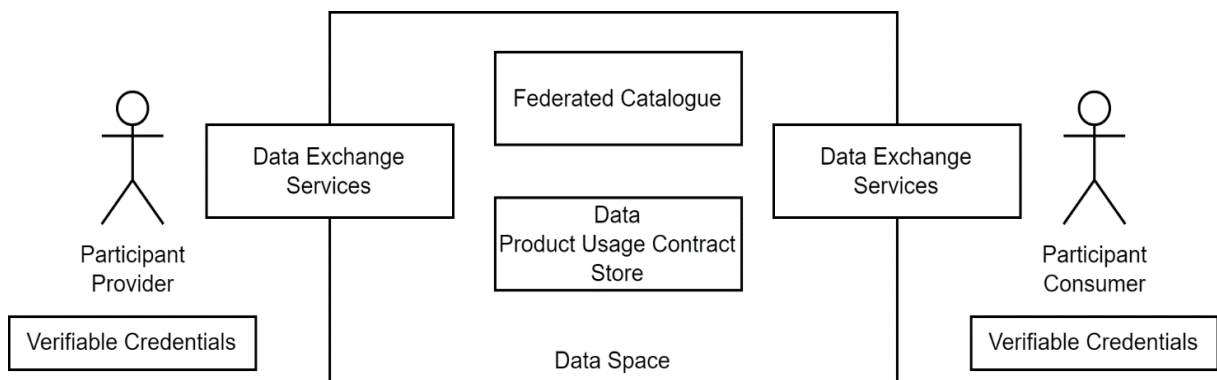 Federated Catalogue
Data Exchange
Services
Data Exchange
Services
Data
Product Usage Contract
Store
Participant
Provider
Participant
Consumer
Verifiable Credentials
Verifiable Credentials
Data Space